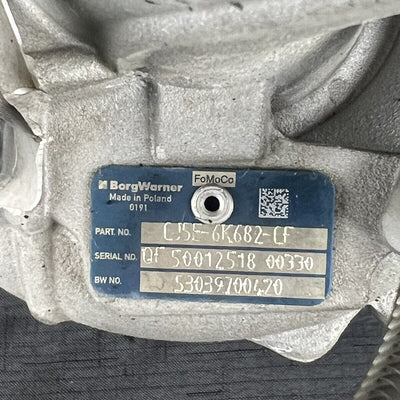 FoMoCo
BorgWarner
Made in Poland
0191
PART. NO. CJ5E-6K682-CF
SERIAL NO. QF 50012518 00330
BW NO. 53039700420